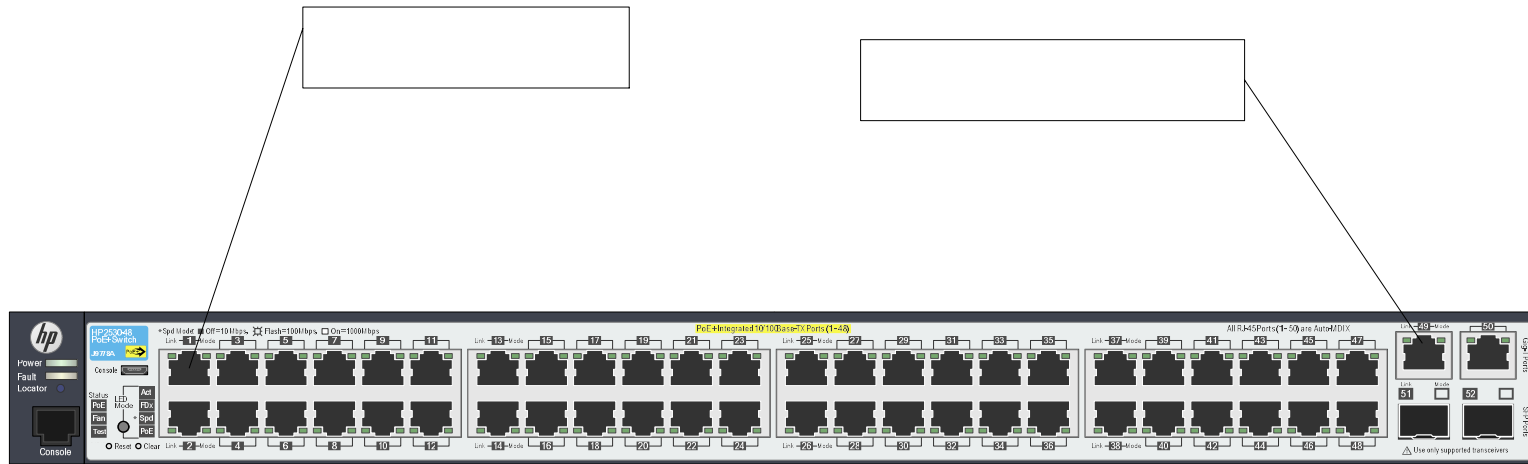 hp
Power
Fault
Locator
Console
HP2530-48
PoE+Switch
J9778A
PoE+
*Spd Mode: Off=10Mbps, Flash=100Mbps, On=1000Mbps
PoE+Integrated 10/100Base-TX Ports (1-48)
All RJ-45 Ports (1-50) are Auto-MDIX
Link 1 Mode 3 5 7 9 11
Link 13 Mode 15 17 19 21 23
Link 25 Mode 27 29 31 33 35
Link 37 Mode 39 41 43 45 47
Link 49 Mode 50
Console
Status
PoE
Fan
Test
LED
Mode
Act
FDx
* Spd
PoE
Reset Clear
Link 2 Mode 4 6 8 10 12
Link 14 Mode 16 18 20 22 24
Link 26 Mode 28 30 32 34 36
Link 38 Mode 40 42 44 46 48
Link Mode
51 52
Ports
SFP Ports
Use only supported transceivers